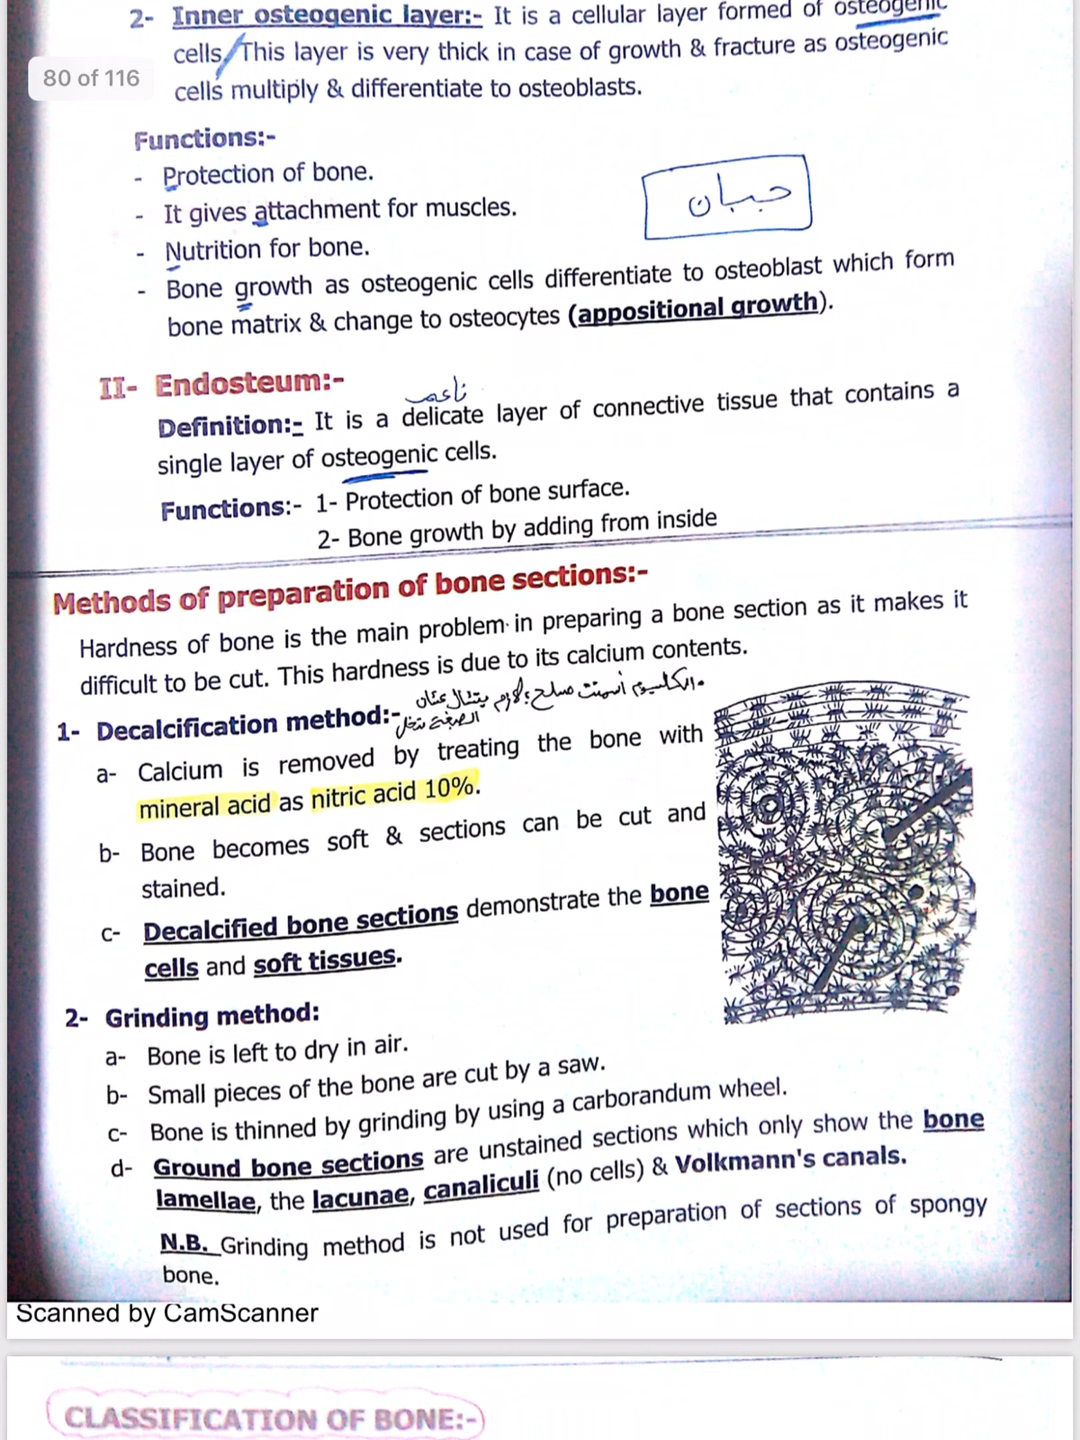 2- Inner osteogenic layer:- It is a cellular layer formed of osteogenic
cells/This layer is very thick in case of growth & fracture as osteogenic
80 of 116
cells multiply & differentiate to osteoblasts.
Functions:-
- Protection of bone.
- It gives attachment for muscles.
- Nutrition for bone.
- Bone growth as osteogenic cells differentiate to osteoblast which form
bone matrix & change to osteocytes (appositional growth).
II- Endosteum:-
ناعمـ
Definition:- It is a delicate layer of connective tissue that contains a
single layer of osteogenic cells.
Functions:- 1- Protection of bone surface.
2- Bone growth by adding from inside
Methods of preparation of bone sections:-
Hardness of bone is the main problem in preparing a bone section as it makes it
difficult to be cut. This hardness is due to its calcium contents.
الكلسيوم أسمنت مسلح؛ لازم يتشال عشان
1- Decalcification method:-
الصبغة تدخل
a- Calcium is removed by treating the bone with
mineral acid as nitric acid 10%.
b- Bone becomes soft & sections can be cut and
stained.
c- Decalcified bone sections demonstrate the bone
cells and soft tissues.
2- Grinding method:
a- Bone is left to dry in air.
b- Small pieces of the bone are cut by a saw.
c- Bone is thinned by grinding by using a carborandum wheel.
d- Ground bone sections are unstained sections which only show the bone
lamellae, the lacunae, canaliculi (no cells) & Volkmann's canals.
N.B. Grinding method is not used for preparation of sections of spongy
bone.
Scanned by CamScanner
CLASSIFICATION OF BONE:-